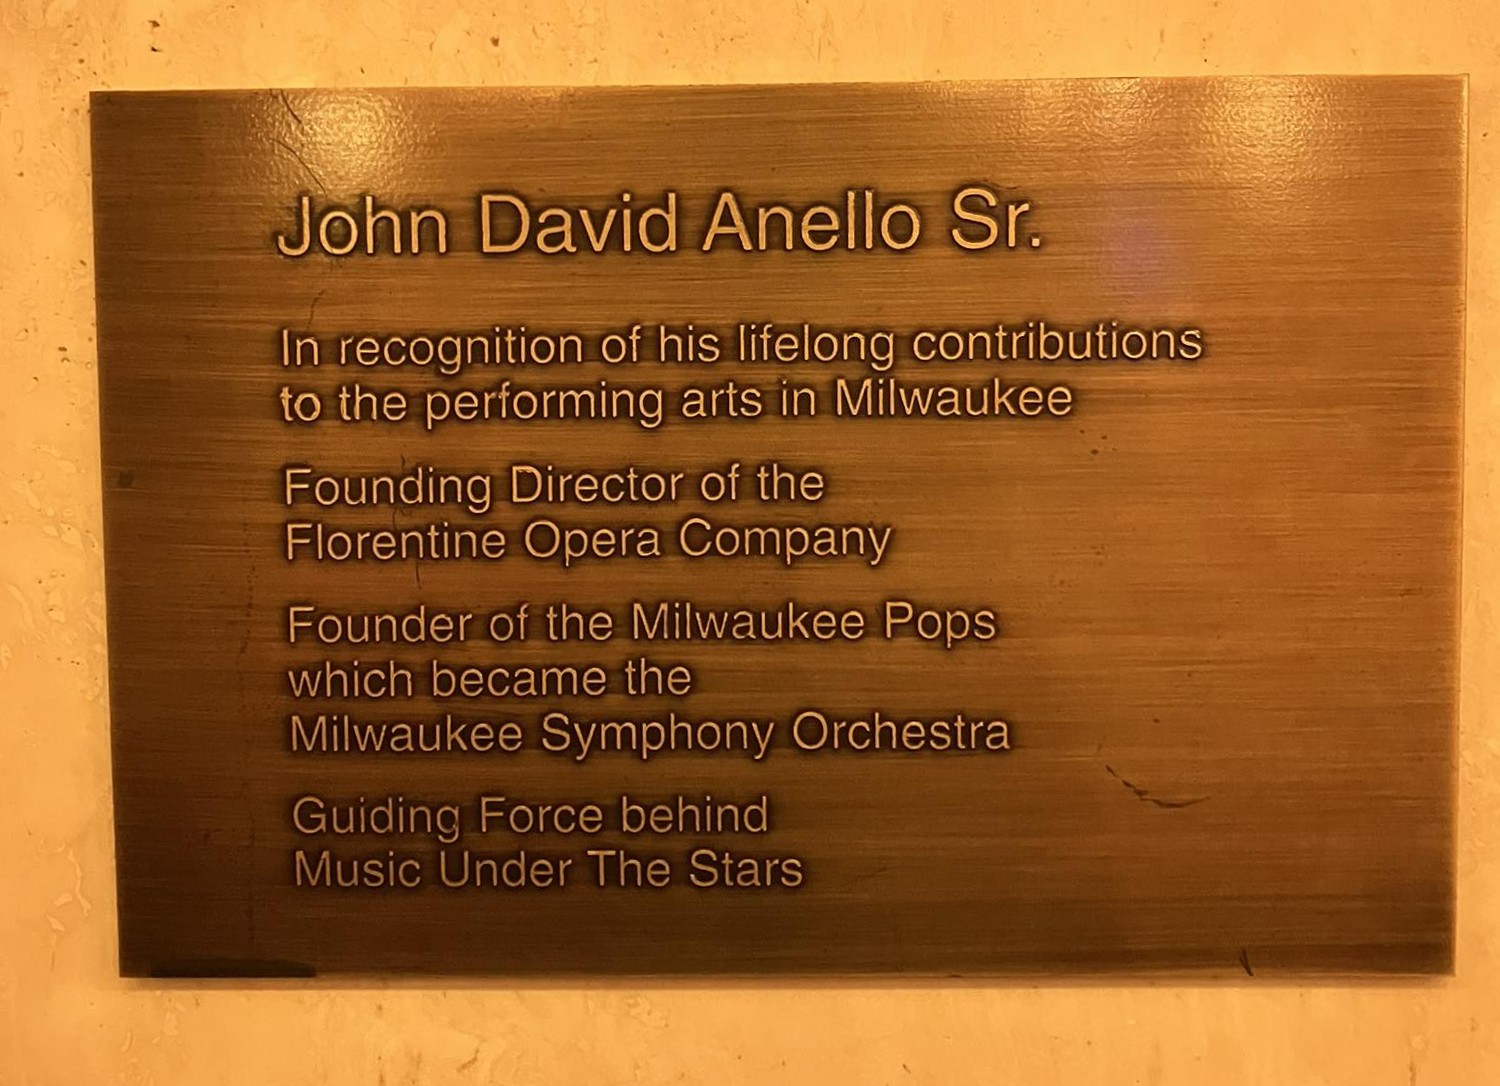 John David Anello Sr.
In recognition of his lifelong contributions
to the performing arts in Milwaukee
Founding Director of the
Florentine Opera Company
Founder of the Milwaukee Pops
which became the
Milwaukee Symphony Orchestra
Guiding Force behind
Music Under The Stars